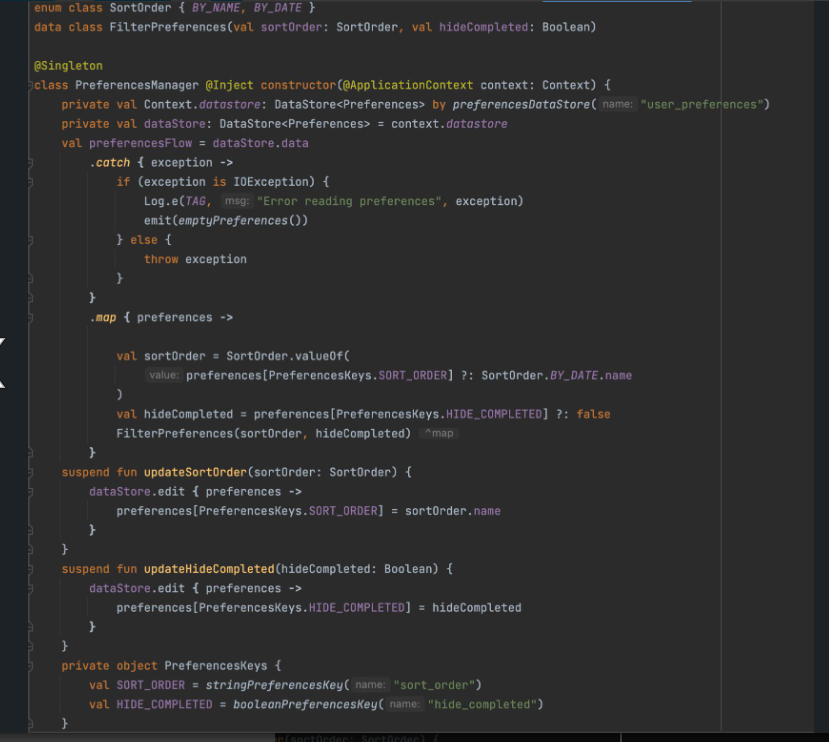 enum class SortOrder { BY_NAME, BY_DATE }
data class FilterPreferences(val sortOrder: SortOrder, val hideCompleted: Boolean)
@Singleton
class PreferencesManager @Inject constructor(@ApplicationContext context: Context) {
private val Context.datastore: DataStore<Preferences> by preferencesDataStore( name: "user_preferences")
private val dataStore: DataStore<Preferences> = context.datastore
val preferencesFlow = dataStore.data
.catch { exception ->
if (exception is IOException) {
Log.e(TAG, msg: "Error reading preferences", exception)
emit(emptyPreferences())
} else {
throw exception
}
}
.map { preferences ->
val sortOrder = SortOrder.valueOf(
value: preferences[PreferencesKeys.SORT_ORDER] ?: SortOrder.BY_DATE.name
)
val hideCompleted = preferences[PreferencesKeys.HIDE_COMPLETED] ?: false
FilterPreferences(sortOrder, hideCompleted) ^map
}
suspend fun updateSortOrder(sortOrder: SortOrder) {
dataStore.edit { preferences ->
preferences[PreferencesKeys.SORT_ORDER] = sortOrder.name
}
}
suspend fun updateHideCompleted(hideCompleted: Boolean) {
dataStore.edit { preferences ->
preferences[PreferencesKeys.HIDE_COMPLETED] = hideCompleted
}
}
private object PreferencesKeys {
val SORT_ORDER = stringPreferencesKey( name: "sort_order")
val HIDE_COMPLETED = booleanPreferencesKey( name: "hide_completed")
}